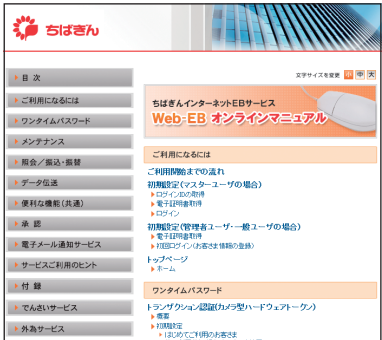 ちばぎん
文字サイズを変更 小 中 大
目 次
ご利用になるには
ワンタイムパスワード
メンテナンス
照会／振込・振替
データ伝送
便利な機能(共通)
承 認
電子メール通知サービス
サービスご利用のヒント
付 録
でんさいサービス
外為サービス
ちばぎんインターネットEBサービス
Web-EB オンラインマニュアル
ご利用になるには
ご利用開始までの流れ
初期設定(マスターユーザの場合)
ログインIDの取得
電子証明書取得
ログイン
初期設定(管理者ユーザ・一般ユーザの場合)
電子証明書取得
初回ログイン(お客さま情報の登録)
トップページ
ホーム
ワンタイムパスワード
トランザクション認証(カメラ型ハードウェアトークン)
概要
初期設定
はじめてご利用のお客さま